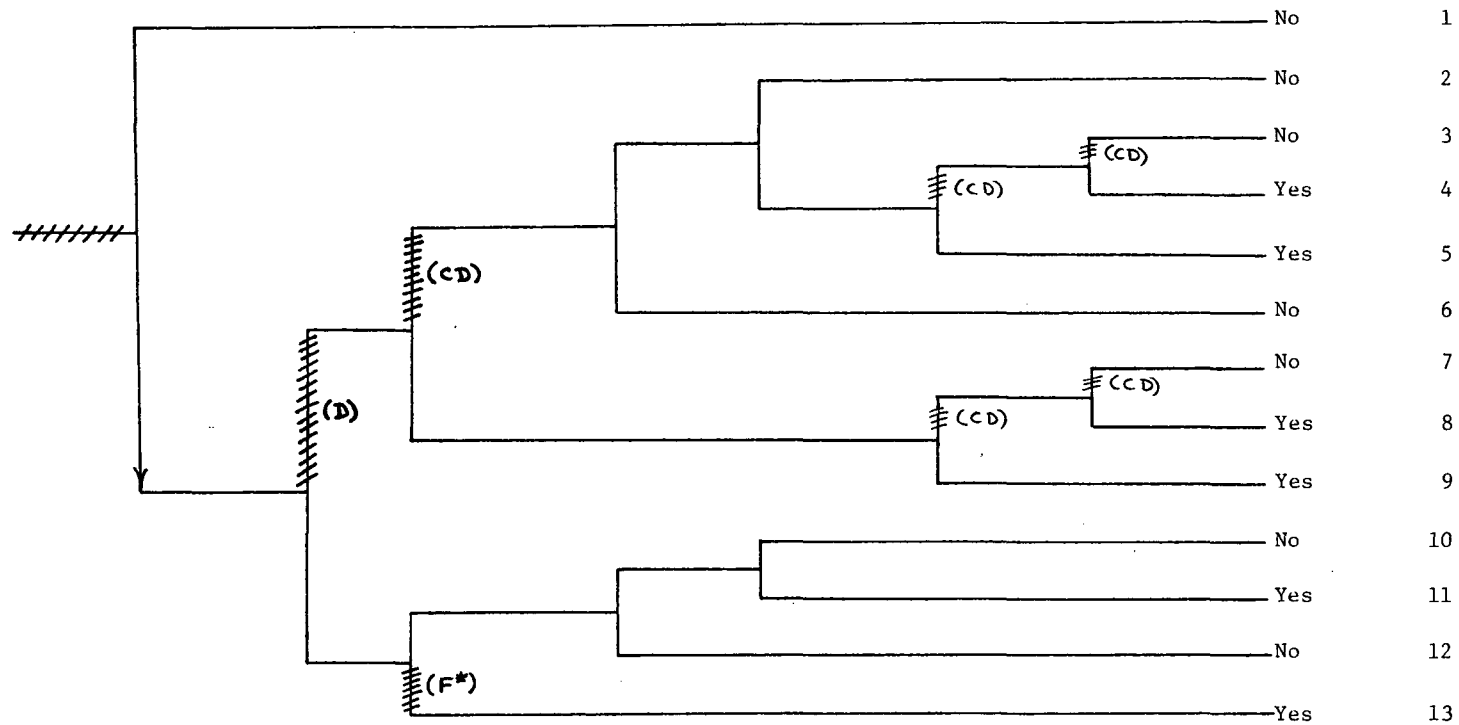 No 1
No 2
No 3
(CD)
Yes 4
(CD)
Yes 5
(CD)
No 6
No 7
(CD)
(D)
(CD)
Yes 8
Yes 9
No 10
Yes 11
No 12
(F*)
Yes 13